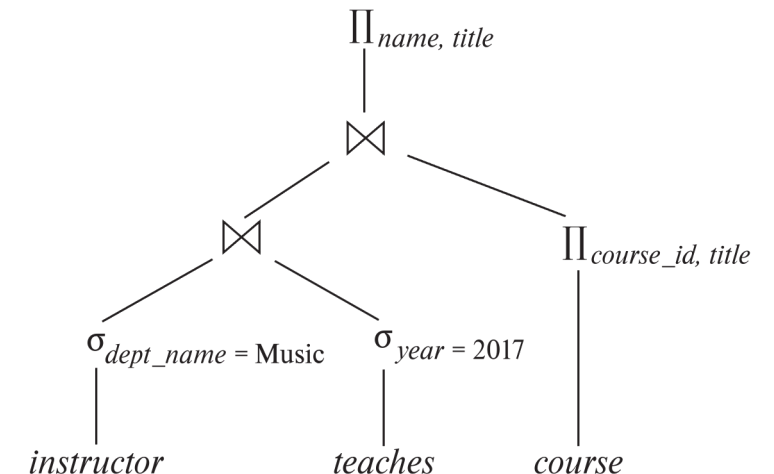 ∏ name, title
⋈
⋈
∏ course_id, title
σ dept_name = Music
σ year = 2017
instructor
teaches
course